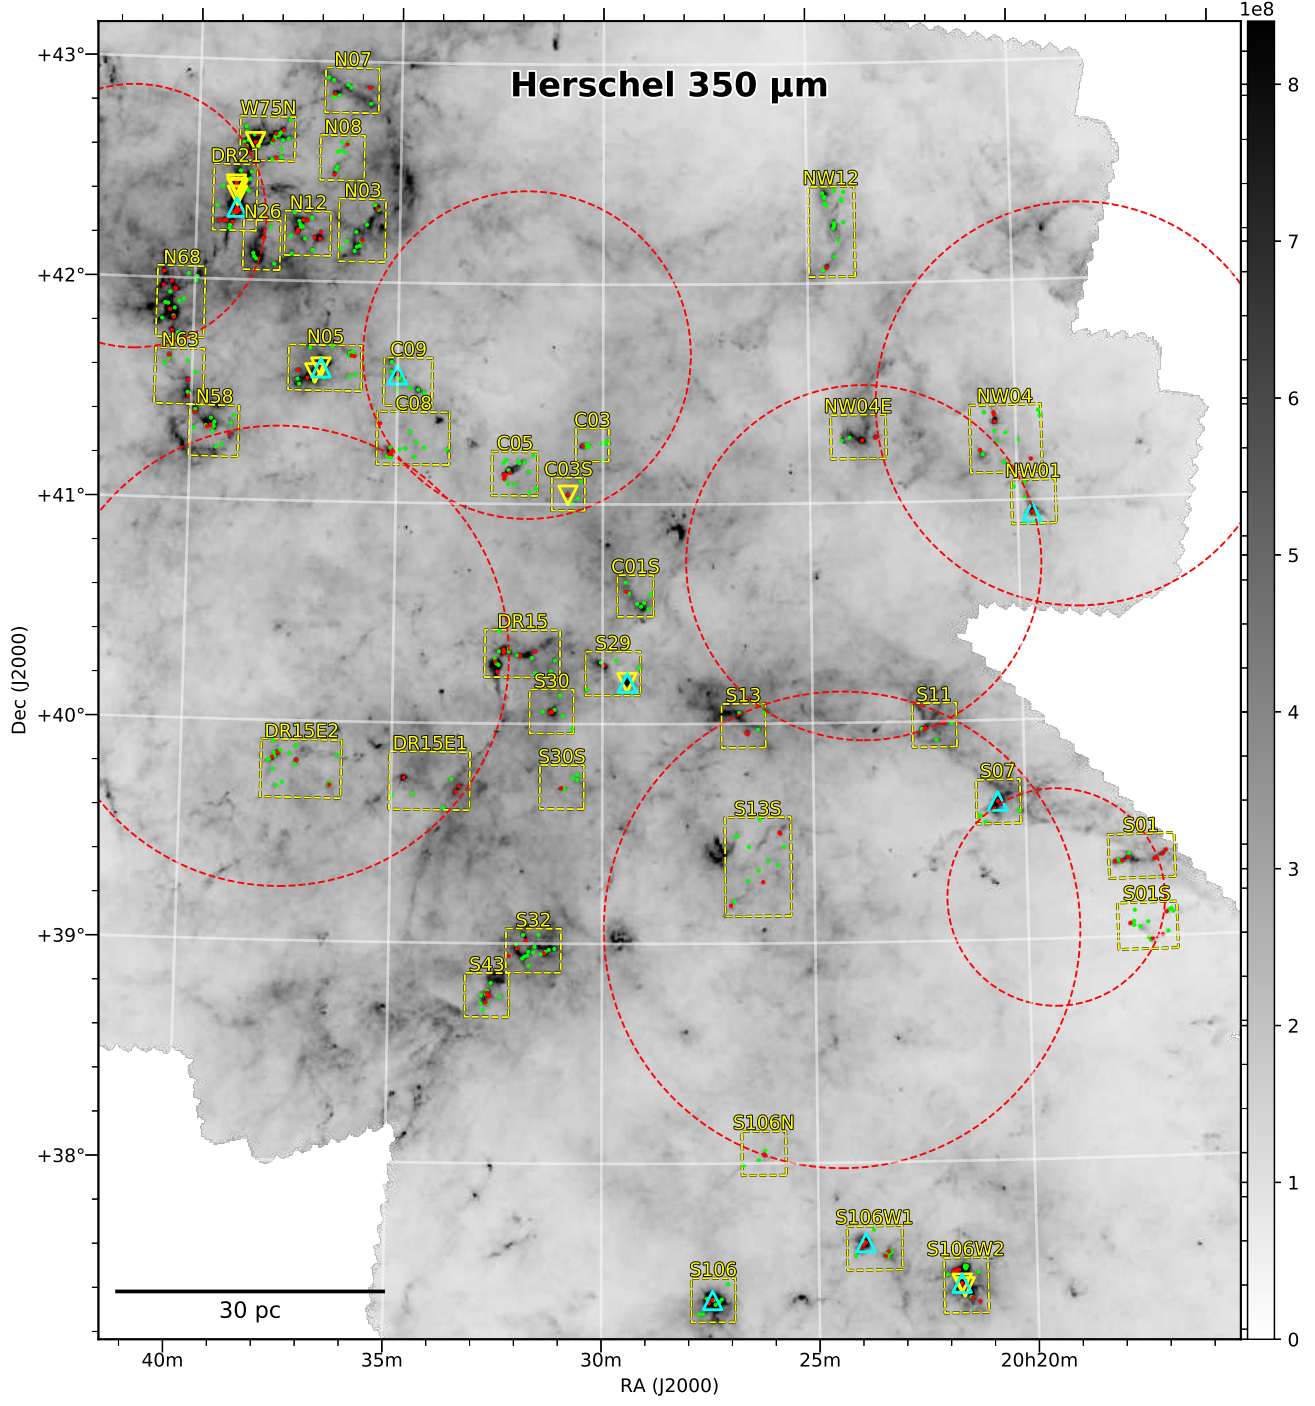 1e8
Herschel 350 µm
+43°
+42°
+41°
+40°
+39°
+38°
Dec (J2000)
N07
W75N
N08
DR21
N03
N12
N26
NW12
N68
N05
N63
C09
N58
C08
C03
NW04E
NW04
C05
C03S
NW01
C01S
DR15
S29
S30
S13
S11
DR15E2
DR15E1
S30S
S07
S13S
S01
S01S
S32
S43
S106N
S106W1
S106W2
S106
30 pc
40m
35m
30m
25m
20h20m
RA (J2000)
8
7
6
5
4
3
2
1
0